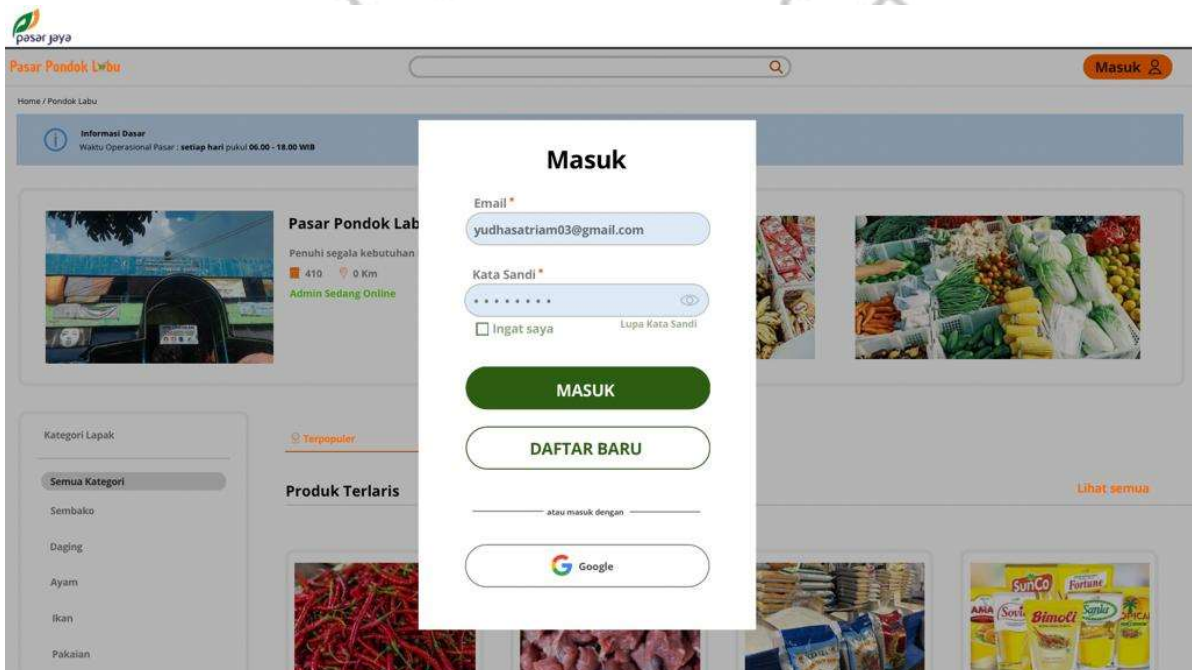 pasar jaya
Pasar Pondok Labu
Masuk
Home / Pondok Labu
Informasi Dasar
Waktu Operasional Pasar : setiap hari pukul 06.00 - 18.00 WIB
Masuk
Email *
yudhasatriam03@gmail.com
Kata Sandi *
Ingat saya
Lupa Kata Sandi
MASUK
DAFTAR BARU
atau masuk dengan
Google
Pasar Pondok Lab
Penuhi segala kebutuhan
410 0 Km
Admin Sedang Online
Kategori Lapak
Semua Kategori
Sembako
Daging
Ayam
Ikan
Pakaian
Terpopuler
Produk Terlaris
Lihat semua
SunCo
Fortune
Sovia
Bimoli
Sania